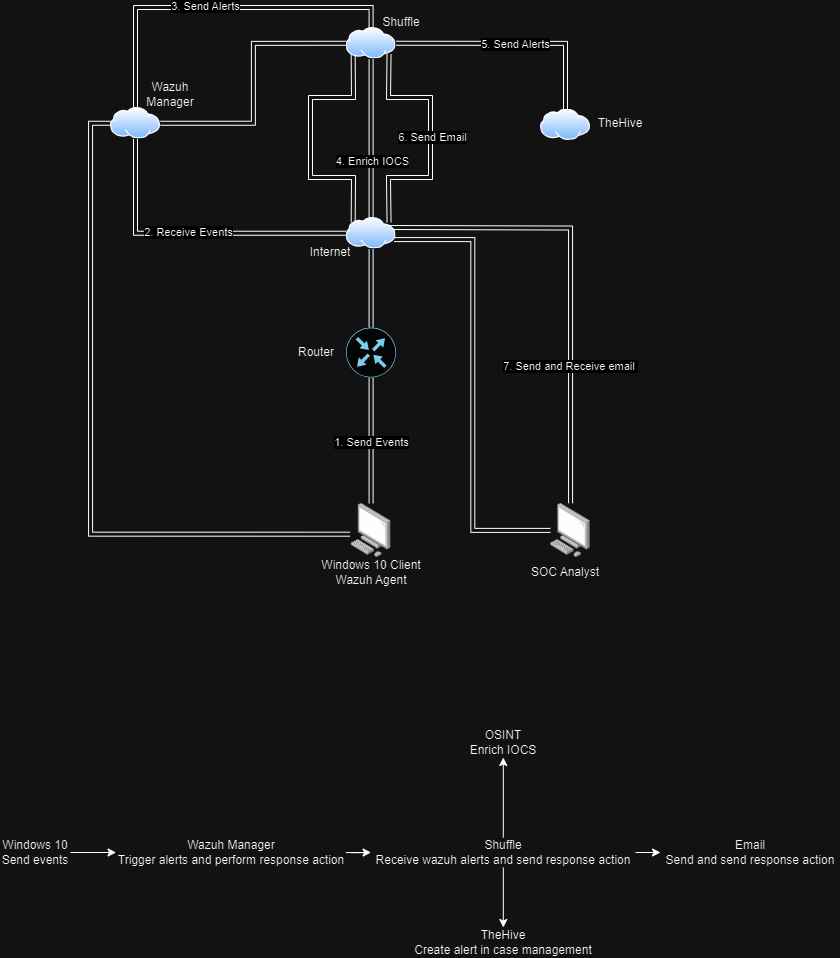 3. Send Alerts
Shuffle
5. Send Alerts
Wazuh
Manager
TheHive
6. Send Email
4. Enrich IOCS
2. Receive Events
Internet
Router
7. Send and Receive email
1. Send Events
Windows 10 Client
Wazuh Agent
SOC Analyst
OSINT
Enrich IOCS
Windows 10
Send events
Wazuh Manager
Trigger alerts and perform response action
Shuffle
Receive wazuh alerts and send response action
Email
Send and send response action
TheHive
Create alert in case management